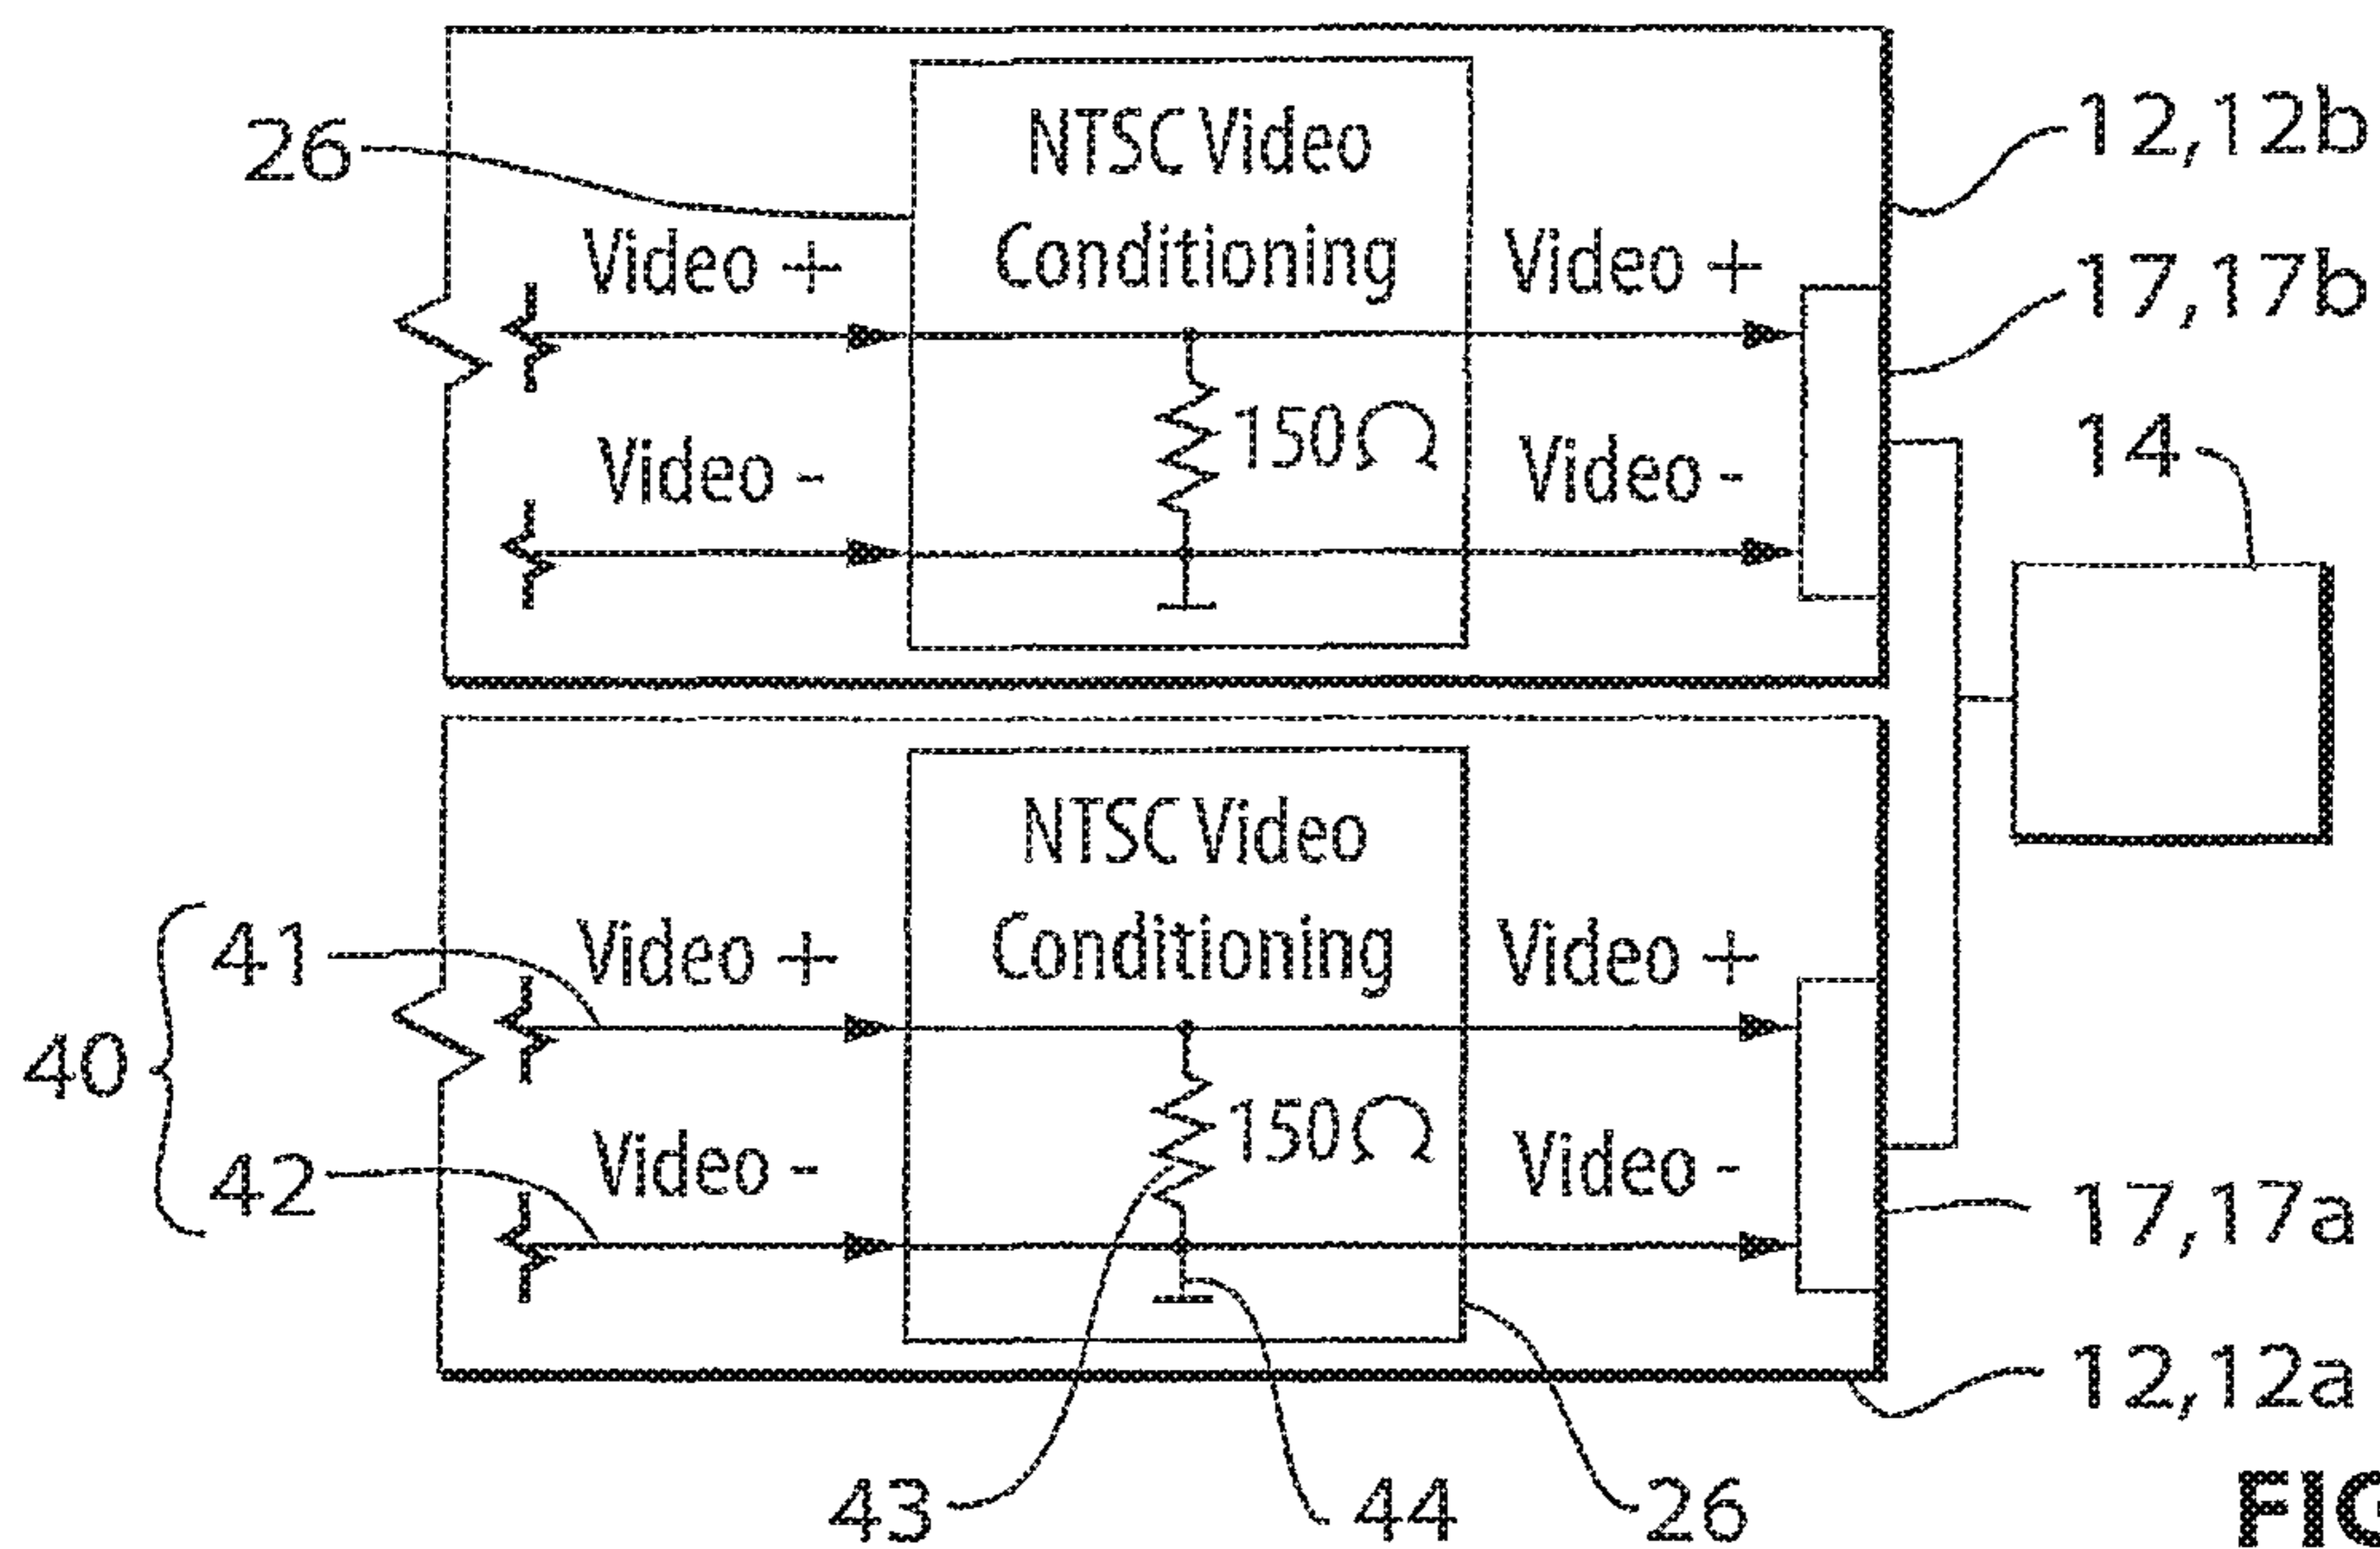 12,12b
26
NTSC Video
Conditioning
Video +
Video +
17,17b
150Ω
Video -
Video -
14
NTSC Video
Conditioning
40
41
Video +
Video +
150Ω
42
Video -
Video -
17,17a
12,12a
43
44
26
FIG